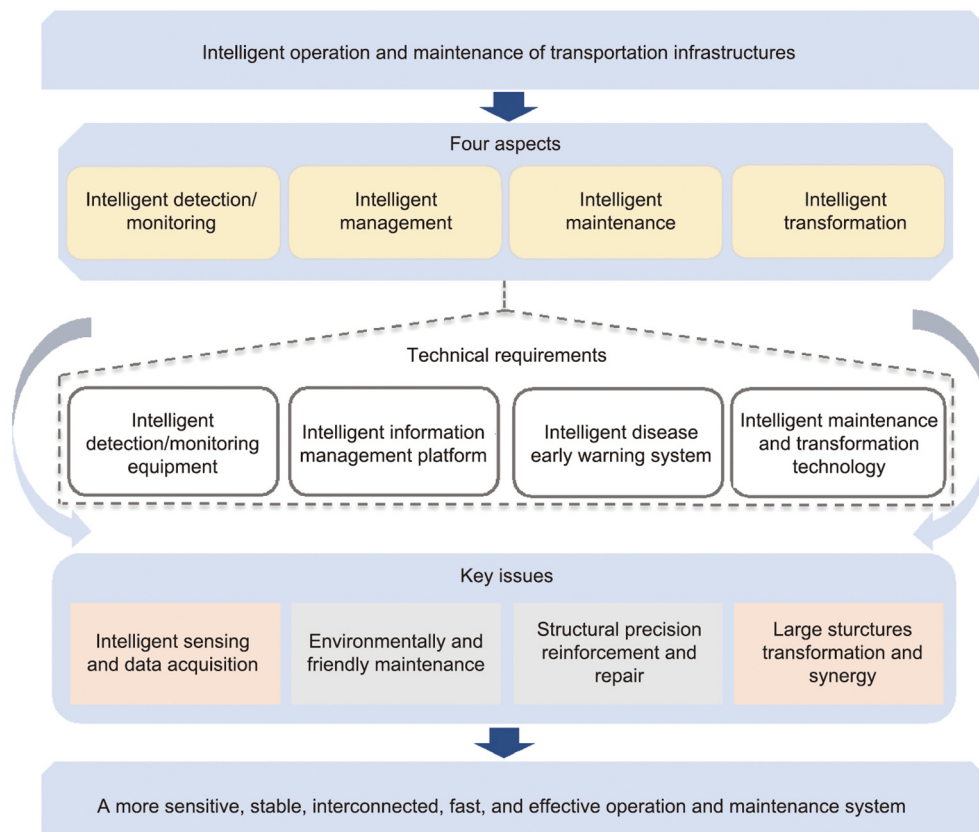 Intelligent operation and maintenance of transportation infrastructures
Four aspects
Intelligent detection/
monitoring
Intelligent
management
Intelligent
maintenance
Intelligent
transformation
Technical requirements
Intelligent
detection/monitoring
equipment
Intelligent information
management platform
Intelligent disease
early warning system
Intelligent maintenance
and transformation
technology
Key issues
Intelligent sensing
and data acquisition
Environmentally and
friendly maintenance
Structural precision
reinforcement and
repair
Large sturctures
transformation and
synergy
A more sensitive, stable, interconnected, fast, and effective operation and maintenance system